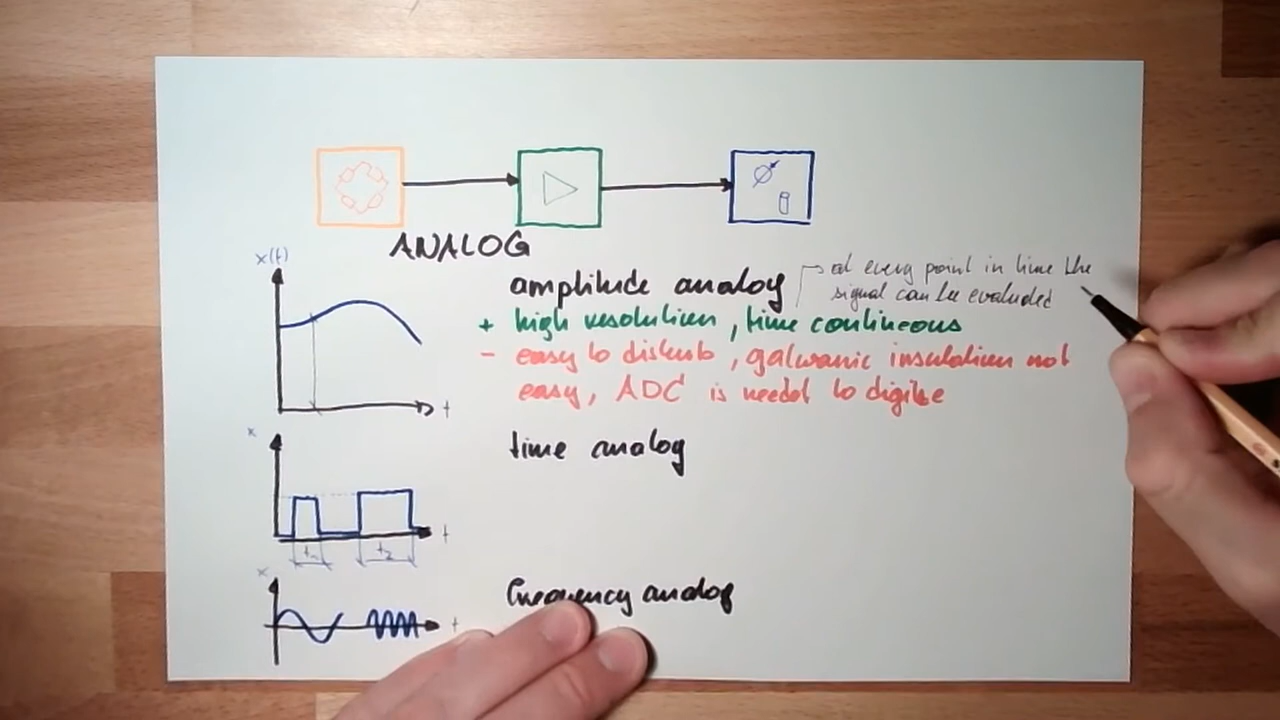 ANALOG
x(t)
amplitude analog
at every point in time the
signal can be evaluated
+ high resolution, time contineous
- easy to disturb, galvanic insulation not
easy, ADC is needed to digitize
t
x
time analog
t
t₁ t₂
x
frequency analog
t